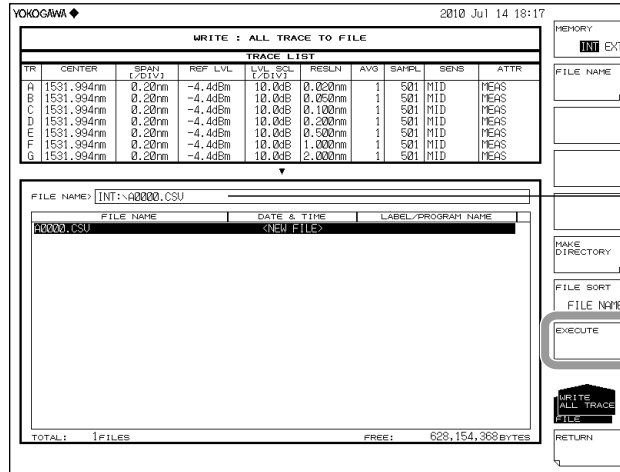 YOKOGAWA ◆ 2010 Jul 14 18:17
WRITE : ALL TRACE TO FILE
TRACE LIST
TR CENTER SPAN [/DIV] REF LVL LVL SCL [/DIV] RESLN AVG SAMPL SENS ATTR
A 1531.994nm 0.20nm -4.4dBm 10.0dB 0.020nm 1 501 MID MEAS
B 1531.994nm 0.20nm -4.4dBm 10.0dB 0.050nm 1 501 MID MEAS
C 1531.994nm 0.20nm -4.4dBm 10.0dB 0.100nm 1 501 MID MEAS
D 1531.994nm 0.20nm -4.4dBm 10.0dB 0.200nm 1 501 MID MEAS
E 1531.994nm 0.20nm -4.4dBm 10.0dB 0.500nm 1 501 MID MEAS
F 1531.994nm 0.20nm -4.4dBm 10.0dB 1.000nm 1 501 MID MEAS
G 1531.994nm 0.20nm -4.4dBm 10.0dB 2.000nm 1 501 MID MEAS
FILE NAME> INT:\A0000.CSV
FILE NAME DATE & TIME LABEL/PROGRAM NAME
A0000.CSV <NEW FILE>
TOTAL: 1FILES FREE: 628,154,368BYTES
MEMORY
INT EXT
FILE NAME
MAKE
DIRECTORY
FILE SORT
FILE NAME
EXECUTE
WRITE
ALL TRACE
FILE
RETURN